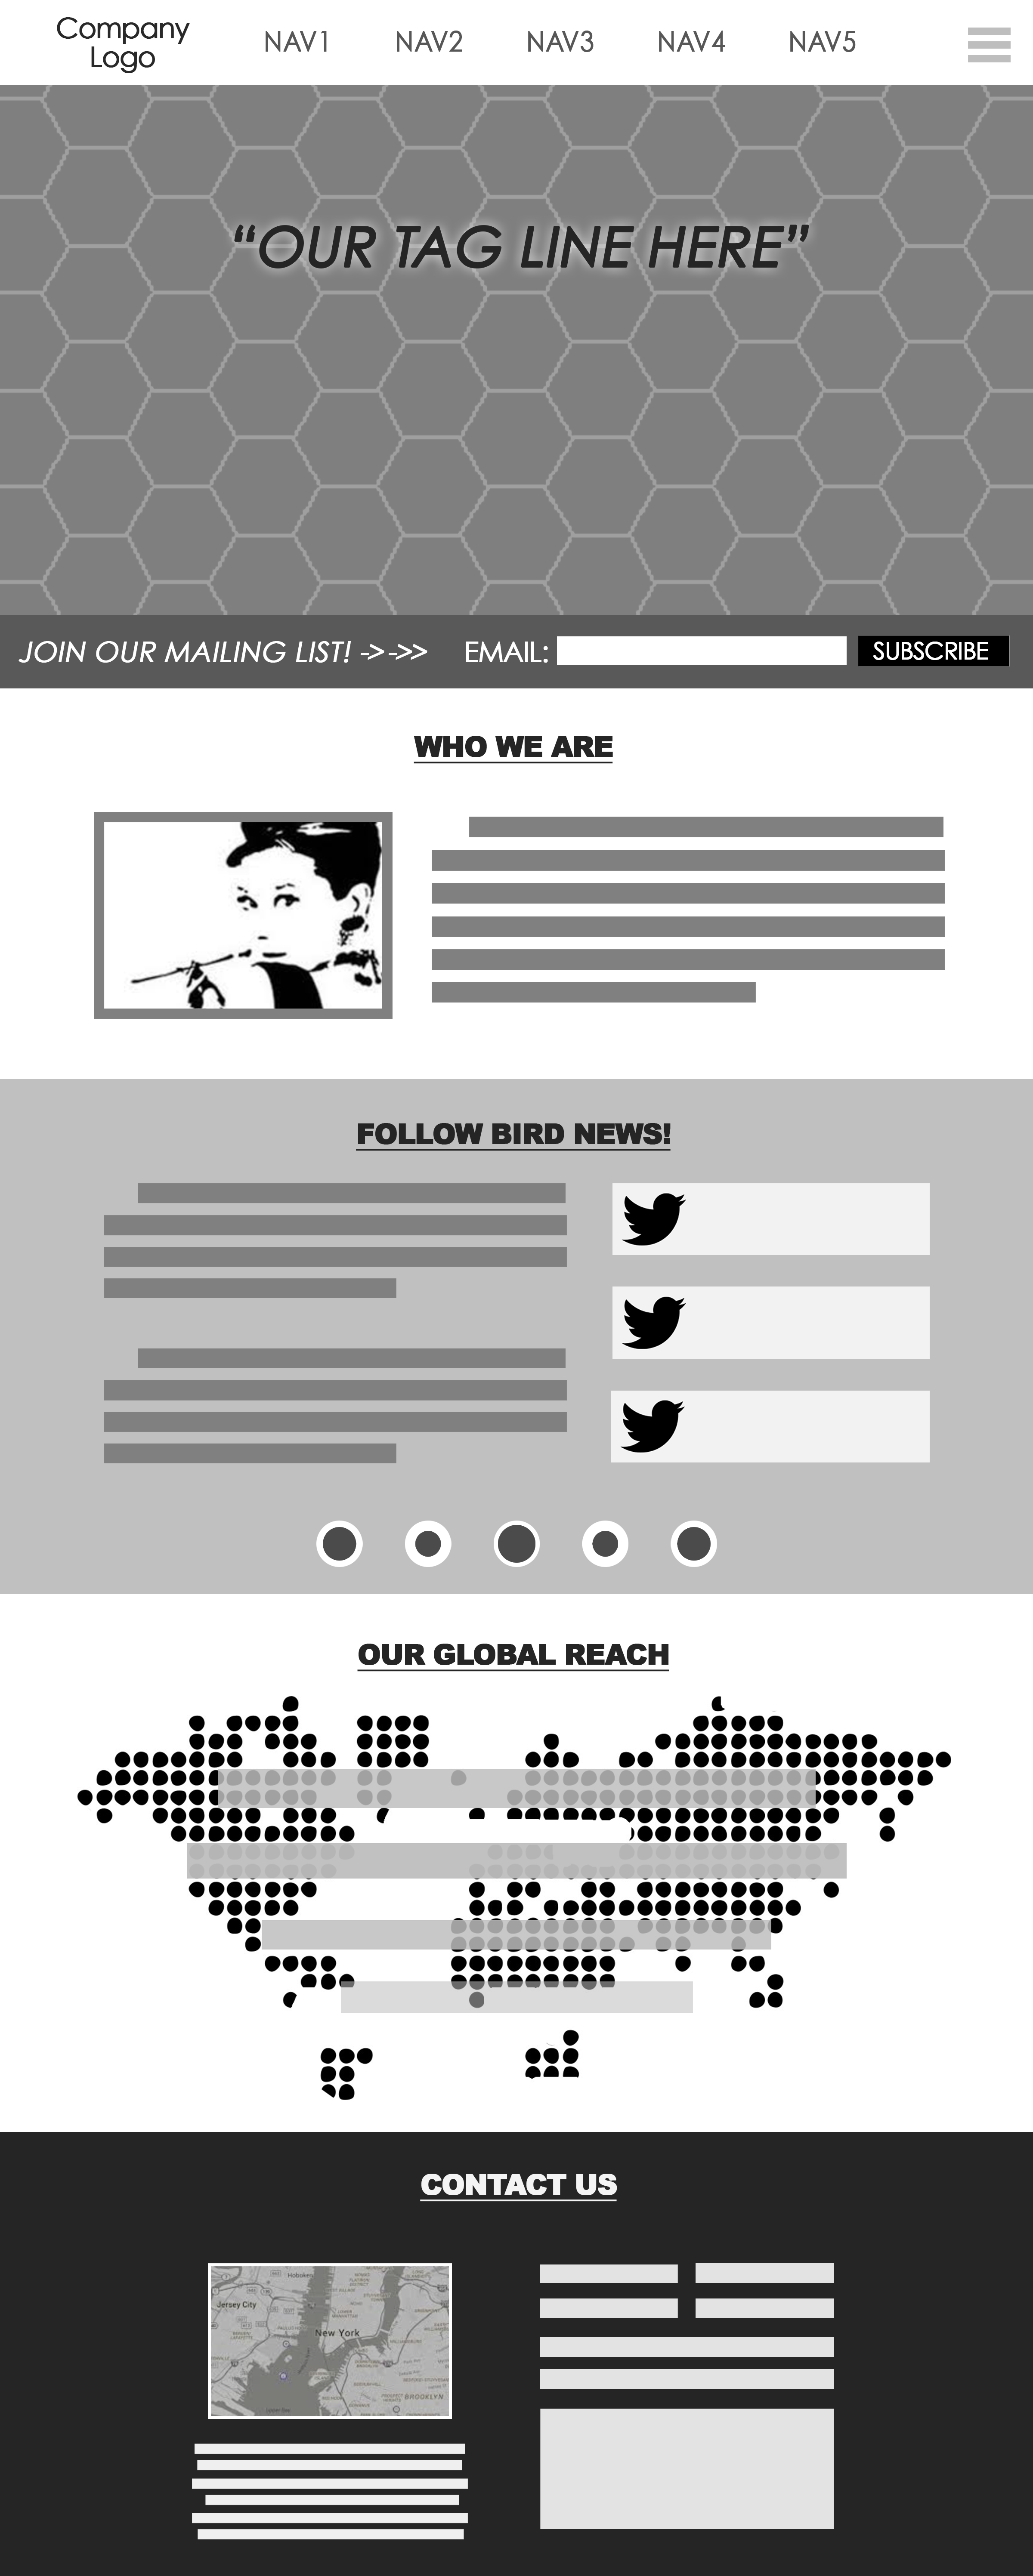 Company
Logo
NAV1 NAV2 NAV3 NAV4 NAV5
“OUR TAG LINE HERE”
JOIN OUR MAILING LIST! ->->> EMAIL: SUBSCRIBE
WHO WE ARE
FOLLOW BIRD NEWS!
OUR GLOBAL REACH
CONTACT US
Hoboken
Jersey City
New York
BROOKLYN